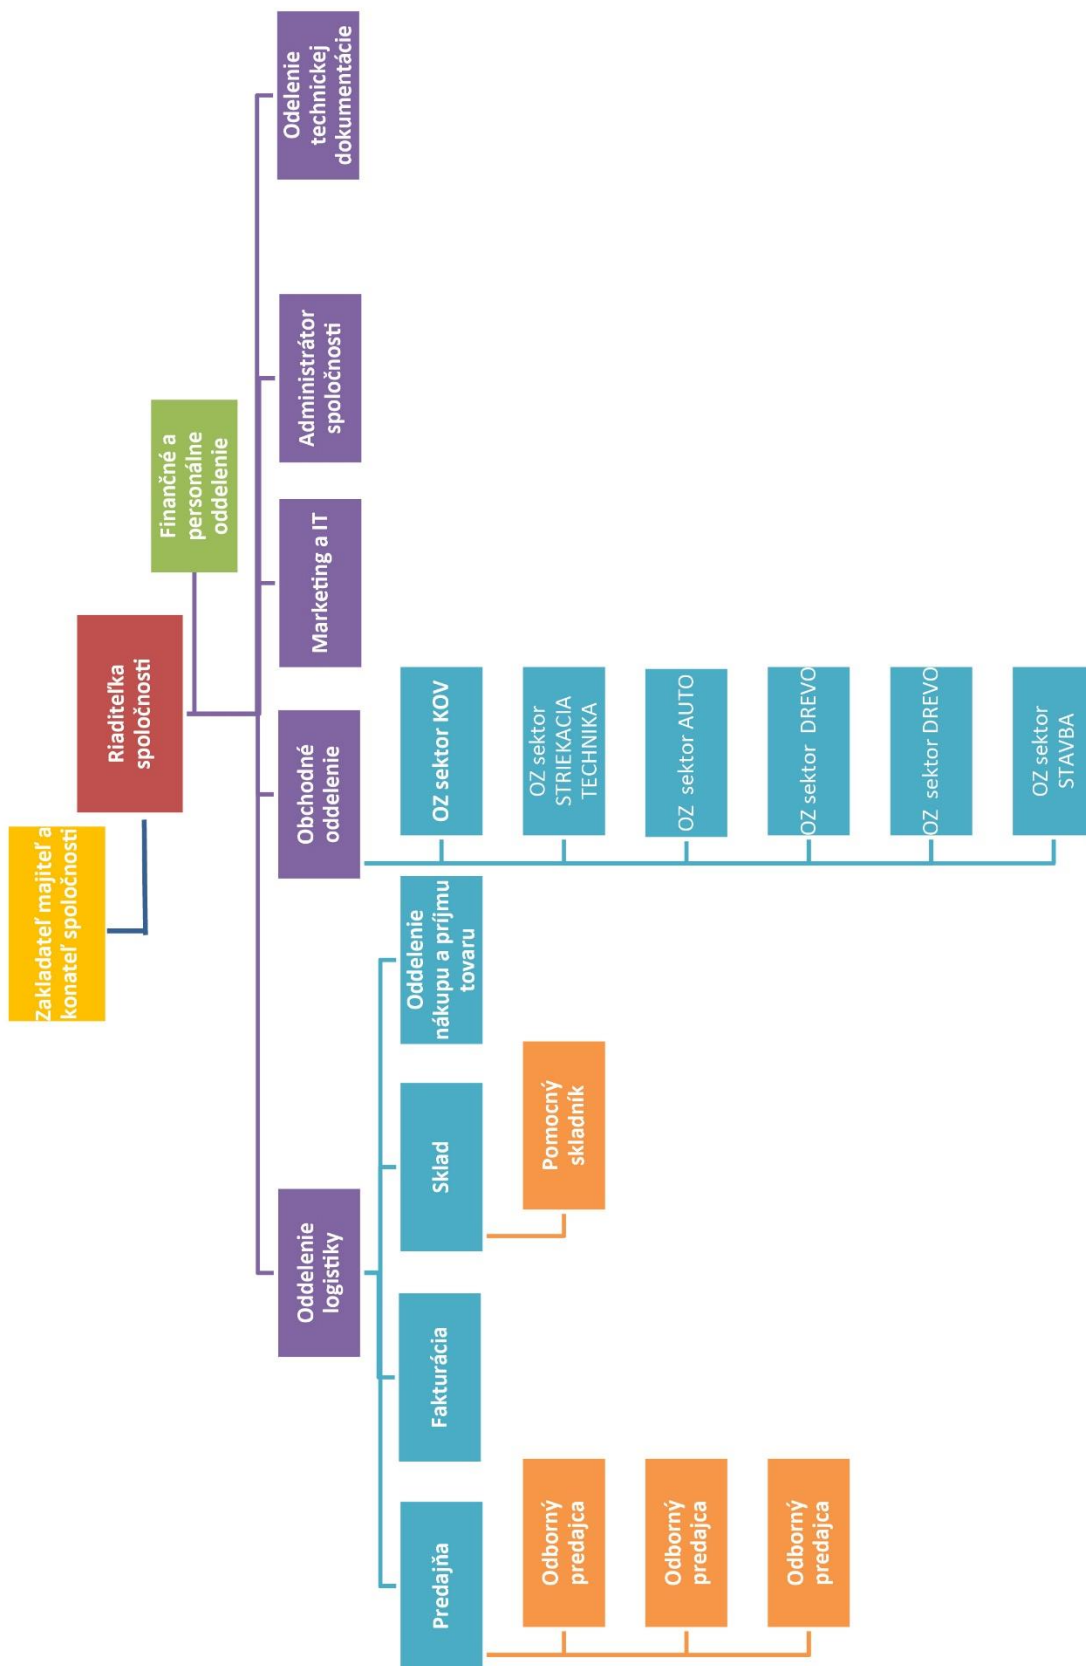 Zakladateľ majiteľ a
konateľ spoločnosti
Riaditeľka
spoločnosti
Finančné a
personálne
oddelenie
Oddelenie
logistiky
Obchodné
oddelenie
Marketing a IT
Administrátor
spoločnosti
Odelenie
technickej
dokumentácie
Predajňa
Fakturácia
Sklad
Oddelenie
nákupu a príjmu
tovaru
OZ sektor KOV
Odborný
predajca
Pomocný
skladník
OZ sektor
STRIEKACIA
TECHNIKA
Odborný
predajca
OZ sektor AUTO
Odborný
predajca
OZ sektor DREVO
OZ sektor DREVO
OZ sektor
STAVBA